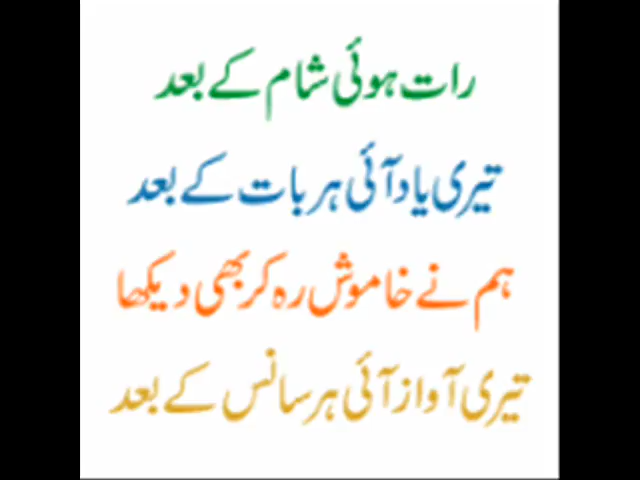 رات ہوئی شام کے بعد
تیری یاد آئی ہر بات کے بعد
ہم نے خاموش رہ کر بھی دیکھا
تیری آواز آئی ہر سانس کے بعد